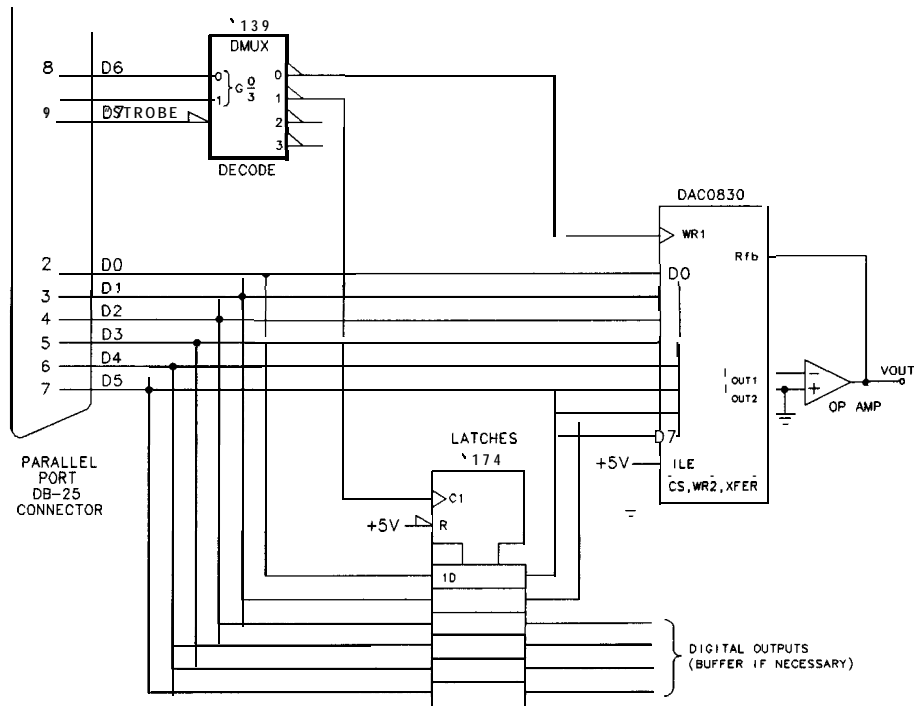 `139
DMUX
8 D6 0 G 0/3 0
1 1
9 D7 STROBE 2
3
DECODE
DAC0830
WR1
Rfb
2 D0 D0
3 D1
4 D2
5 D3
6 D4
7 D5
IOUT1 - VOUT
IOUT2 +
OP AMP
D7
LATCHES
`174
+5V ILE
CS,WR2,XFER
PARALLEL
PORT
DB-25
CONNECTOR
C1
+5V R
1D
DIGITAL OUTPUTS
(BUFFER IF NECESSARY)